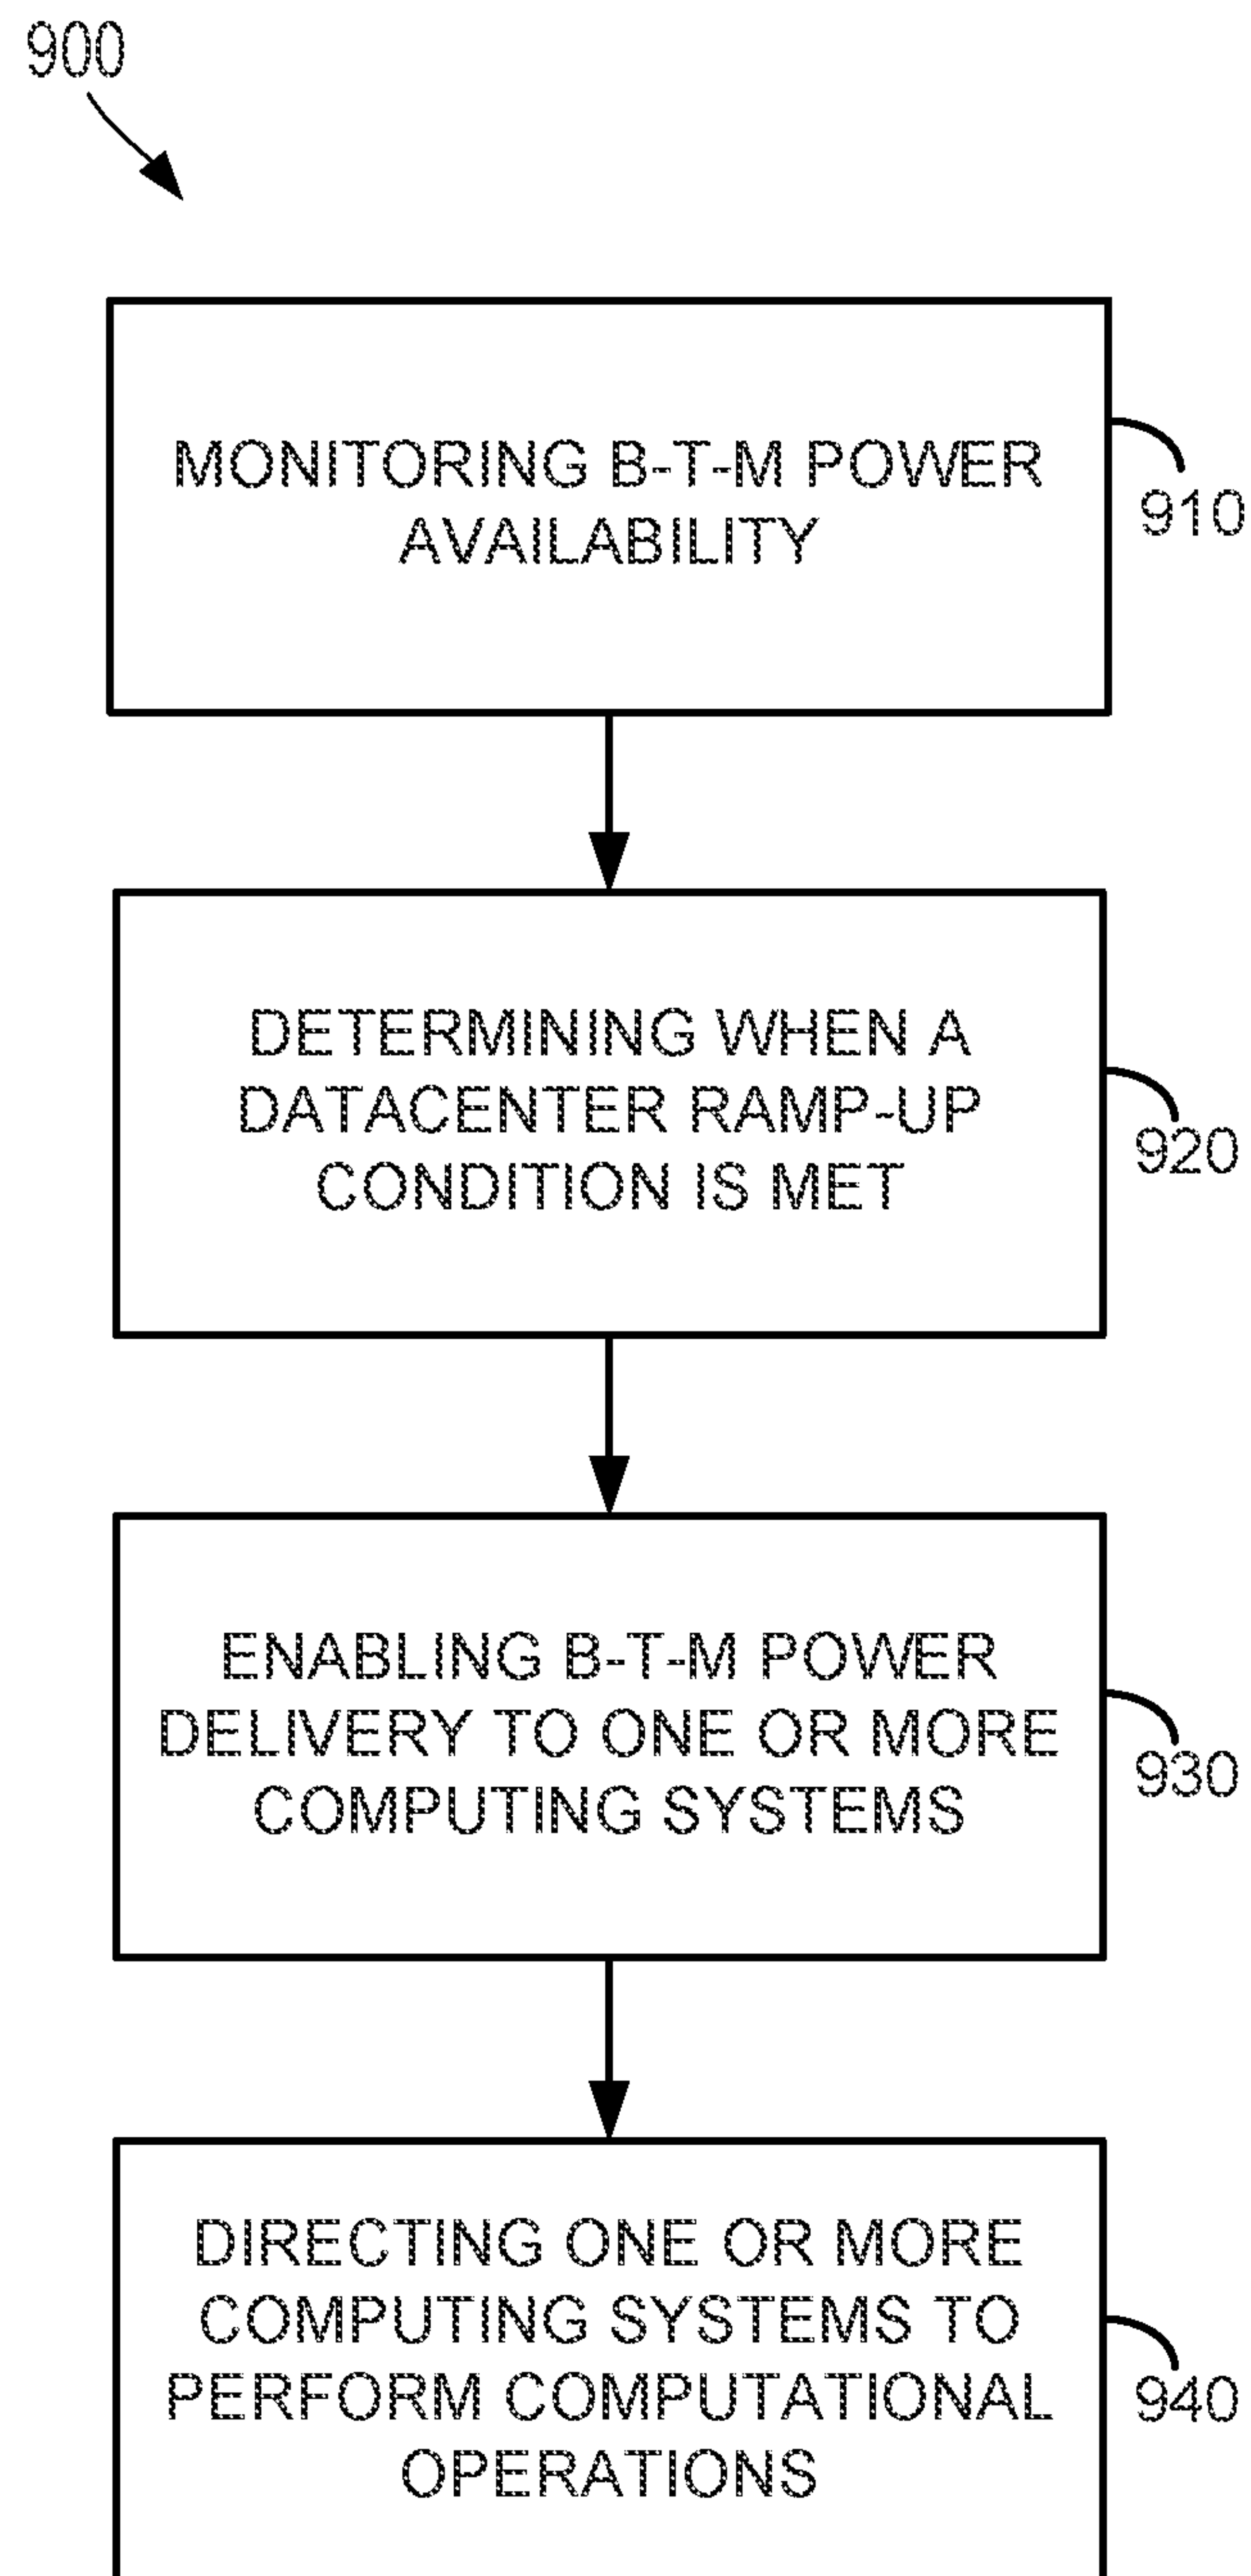 900
MONITORING B-T-M POWER
AVAILABILITY
910
DETERMINING WHEN A
DATACENTER RAMP-UP
CONDITION IS MET
920
ENABLING B-T-M POWER
DELIVERY TO ONE OR MORE
COMPUTING SYSTEMS
930
DIRECTING ONE OR MORE
COMPUTING SYSTEMS TO
PERFORM COMPUTATIONAL
OPERATIONS
940